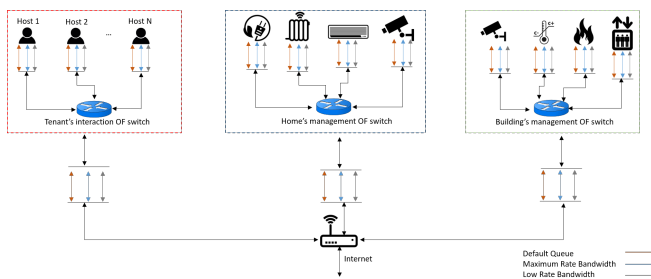 Host 1
Host 2
...
Host N
C-
C+
Tenant's interaction OF switch
Home's management OF switch
Building's management OF switch
Internet
Default Queue
Maximum Rate Bandwidth
Low Rate Bandwidth